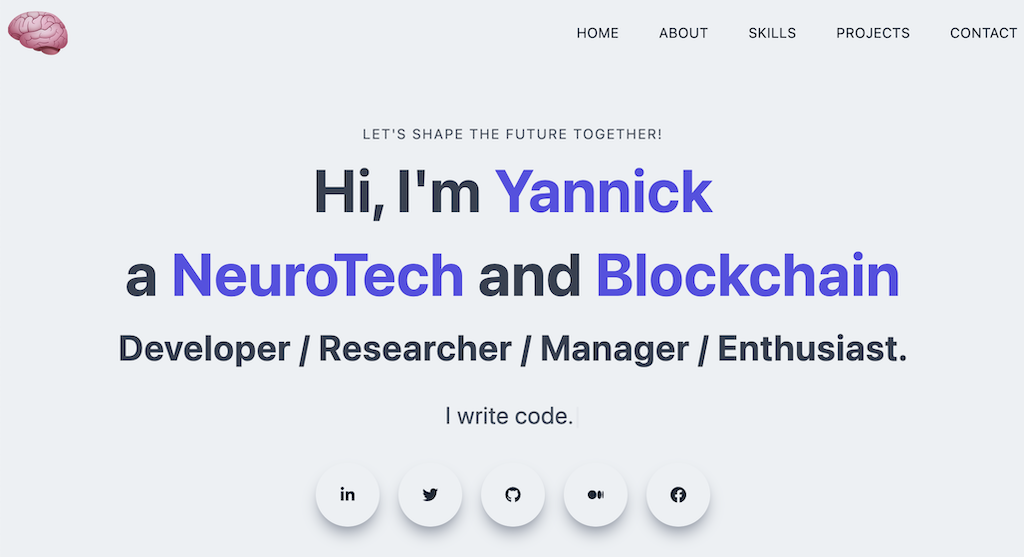 HOME ABOUT SKILLS PROJECTS CONTACT
LET'S SHAPE THE FUTURE TOGETHER!
Hi, I'm Yannick
a NeuroTech and Blockchain
Developer / Researcher / Manager / Enthusiast.
I write code.
in